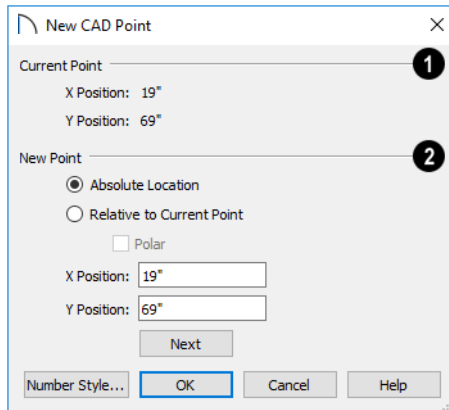 New CAD Point
Current Point 1
X Position: 19"
Y Position: 69"
New Point 2
Absolute Location
Relative to Current Point
Polar
X Position: 19"
Y Position: 69"
Next
Number Style... OK Cancel Help